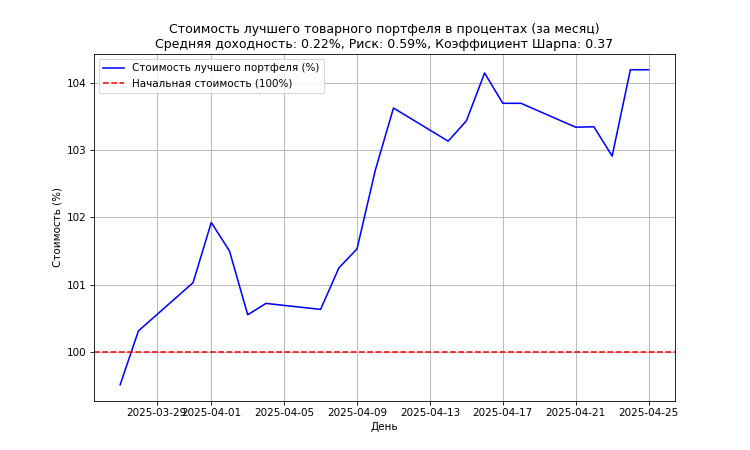 Стоимость лучшего товарного портфеля в процентах (за месяц)
Средняя доходность: 0.22%, Риск: 0.59%, Коэффициент Шарпа: 0.37
Стоимость лучшего портфеля (%)
Начальная стоимость (100%)
Стоимость (%)
104
103
102
101
100
2025-03-29
2025-04-01
2025-04-05
2025-04-09
2025-04-13
2025-04-17
2025-04-21
2025-04-25
День